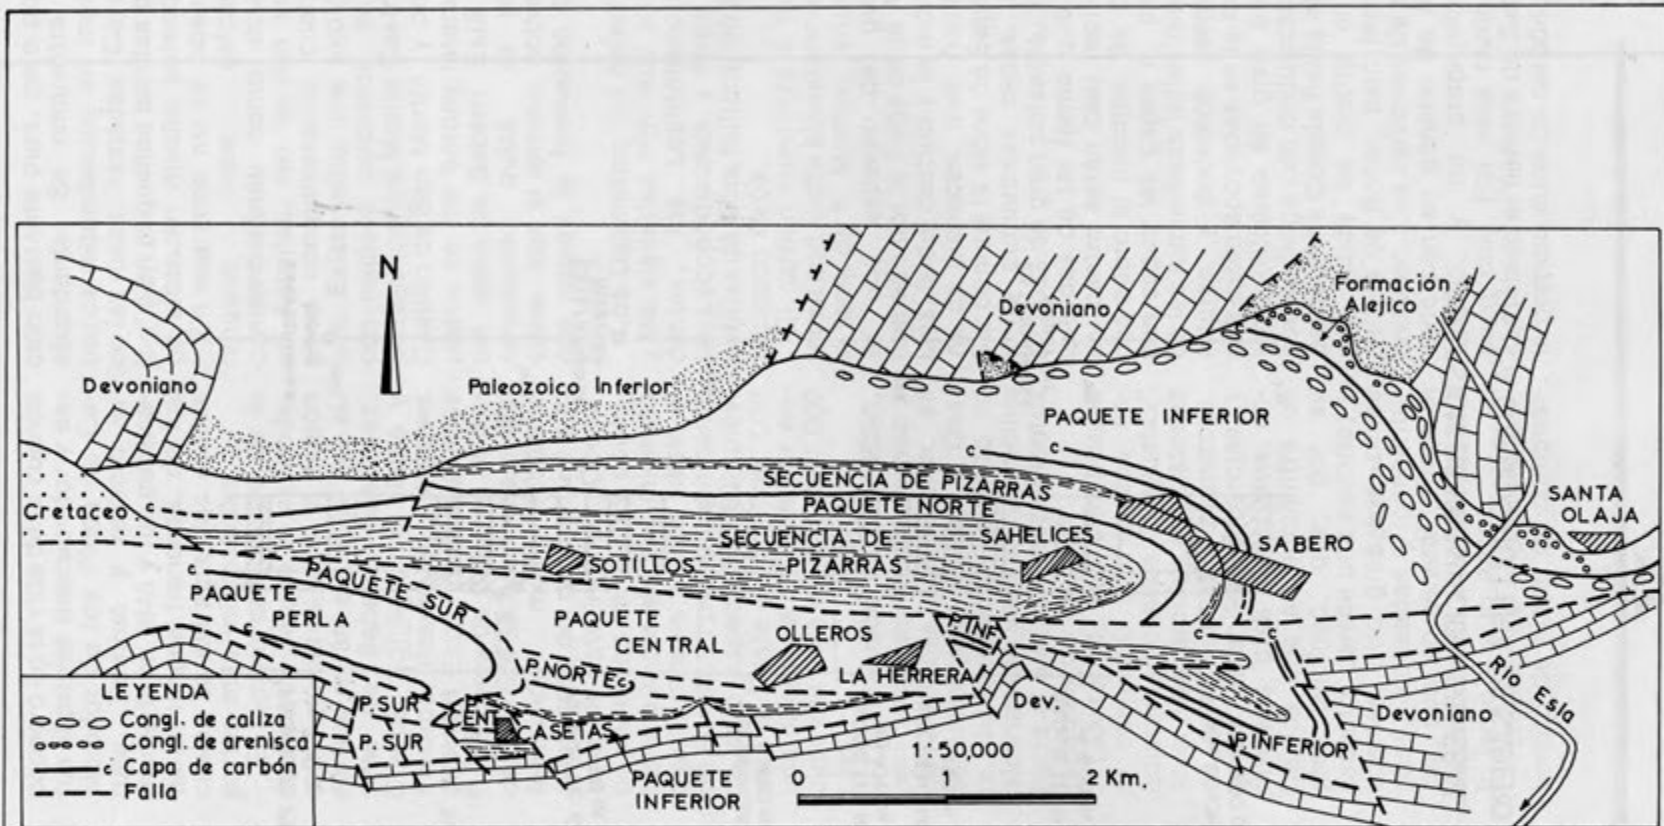 N
Devoniano
Formación
Alejico
Devoniano
Paleozoico Inferior
PAQUETE INFERIOR
c
c
SECUENCIA DE PIZARRAS
PAQUETE NORTE
Cretaceo
c
SANTA
OLAJA
SECUENCIA DE
PIZARRAS
SAHELICES
SABERO
SOTILLOS
c
PAQUETE SUR
PAQUETE
PERLA
PAQUETE
CENTRAL
OLLEROS
LA HERRERA
P.INF
c
c
c
P.NORTE
c
Río Esla
LEYENDA
Congl. de caliza
Congl. de arenisca
c Capa de carbón
Falla
P.SUR
P. SUR
P.
CENT
CASETAS
PAQUETE
INFERIOR
Dev.
Devoniano
P.INFERIOR
1:50,000
0 1 2 Km.